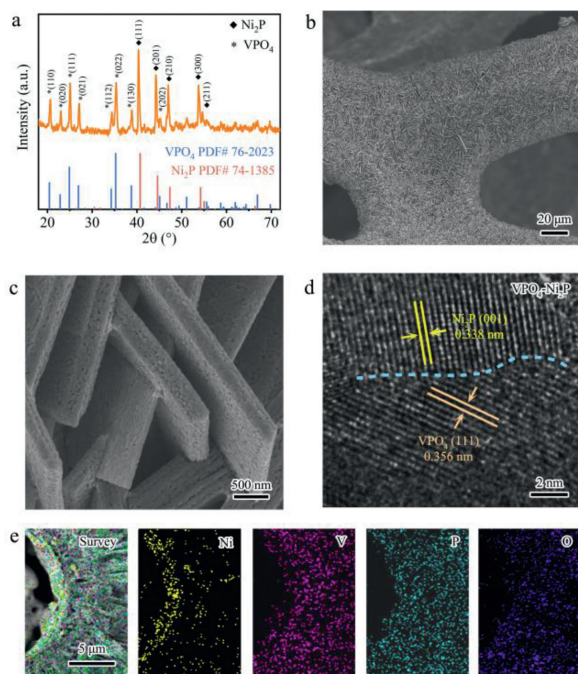 a
Intensity (a.u.)
◆ Ni₂P
* VPO₄
*(110)
*(020)
*(111)
*(021)
*(112)
*(022)
*(130)
◆(111)
◆(201)
*(202)
◆(210)
◆(300)
◆(211)
VPO₄ PDF# 76-2023
Ni₂P PDF# 74-1385
20 30 40 50 60 70
2θ (°)
b
20 μm
c
500 nm
d
VPO₄-Ni₂P
Ni₂P (001)
0.338 nm
VPO₄ (111)
0.356 nm
2 nm
e
Survey
5 μm
Ni
V
P
O